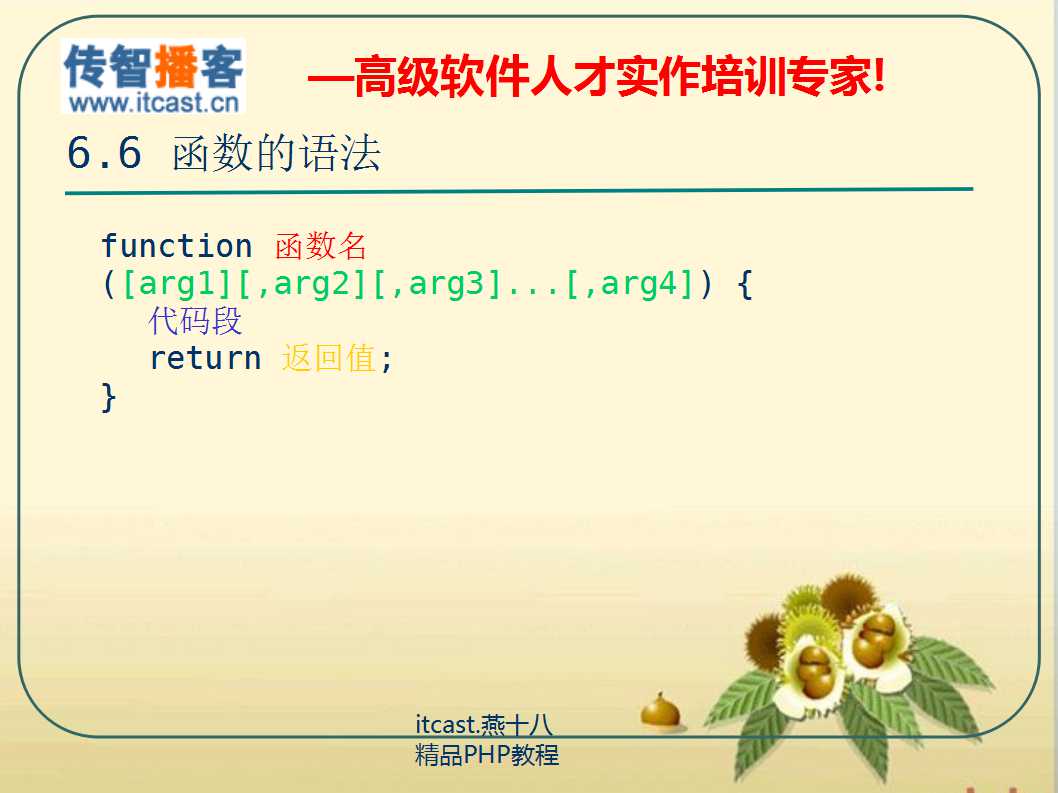 传智播客
www.itcast.cn
—高级软件人才实作培训专家!
6.6 函数的语法
function 函数名
([arg1][,arg2][,arg3]...[,arg4]) {
代码段
return 返回值;
}
itcast.燕十八
精品PHP教程